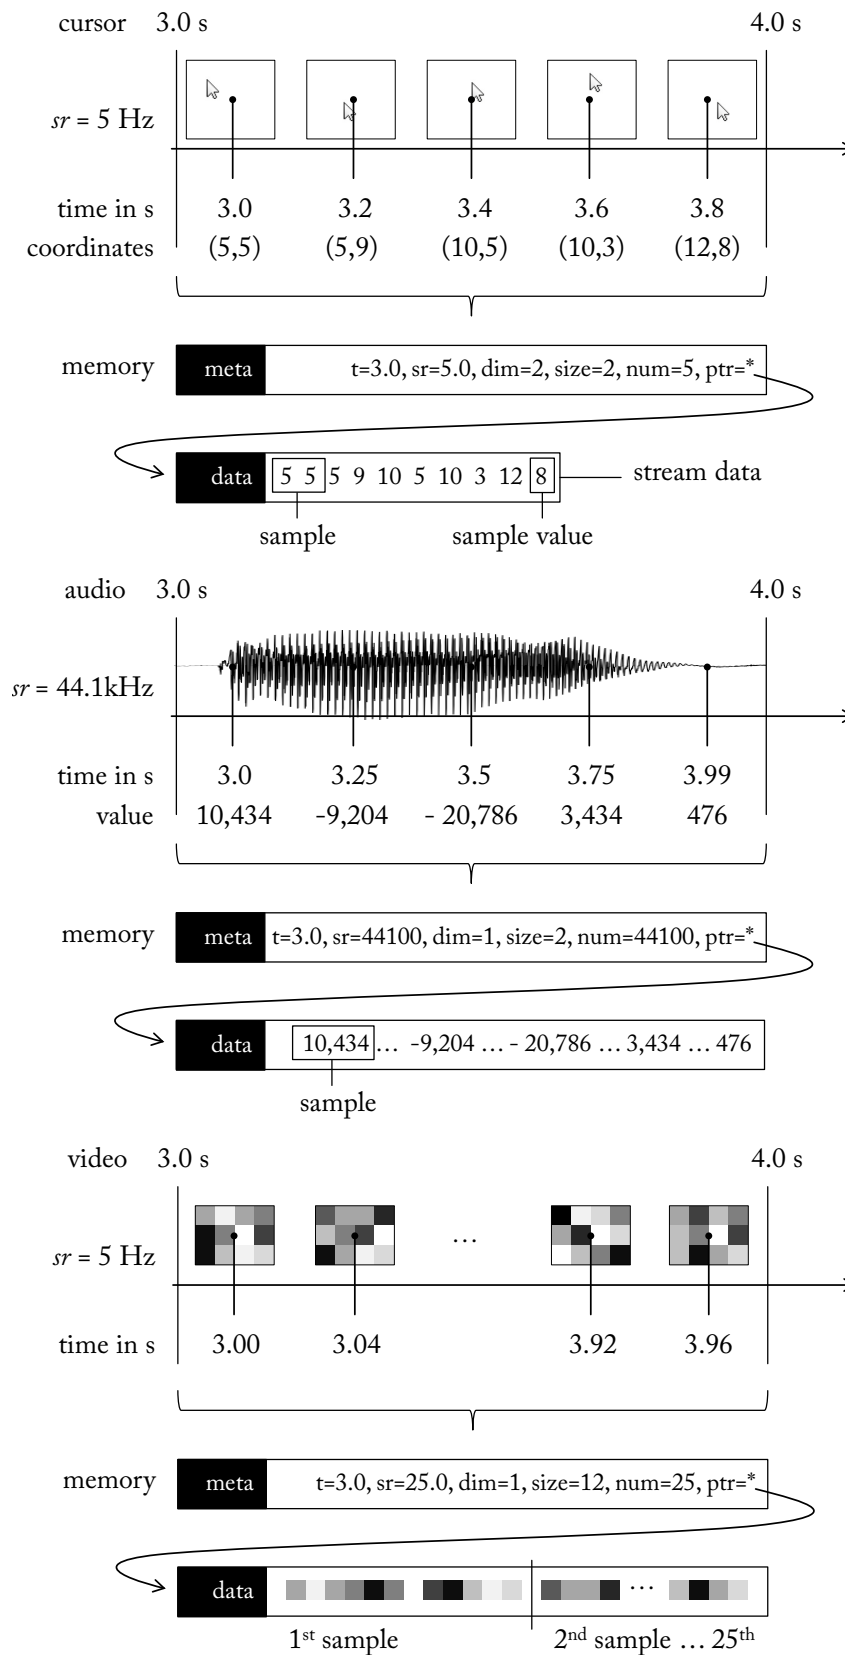 cursor 3.0 s 4.0 s
sr = 5 Hz
time in s 3.0 3.2 3.4 3.6 3.8
coordinates (5,5) (5,9) (10,5) (10,3) (12,8)
memory meta t=3.0, sr=5.0, dim=2, size=2, num=5, ptr=*
data 5 5 5 9 10 5 10 3 12 8 stream data
sample sample value
audio 3.0 s 4.0 s
sr = 44.1kHz
time in s 3.0 3.25 3.5 3.75 3.99
value 10,434 -9,204 - 20,786 3,434 476
memory meta t=3.0, sr=44100, dim=1, size=2, num=44100, ptr=*
data 10,434 ... -9,204 ... - 20,786 ... 3,434 ... 476
sample
video 3.0 s 4.0 s
...
sr = 5 Hz
time in s 3.00 3.04 3.92 3.96
memory meta t=3.0, sr=25.0, dim=1, size=12, num=25, ptr=*
data ...
1st sample 2nd sample ... 25th